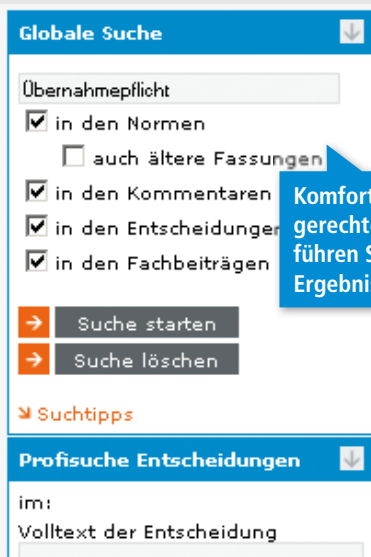 Globale Suche
Übernahmepflicht
in den Normen
auch ältere Fassungen
in den Kommentaren
in den Entscheidungen
in den Fachbeiträgen
Suche starten
Suche löschen
Suchtipps
Profisuche Entscheidungen
im:
Volltext der Entscheidung